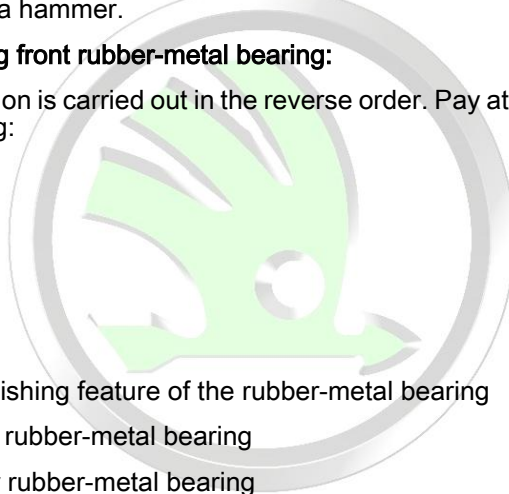 a hammer.
g front rubber-metal bearing:
on is carried out in the reverse order. Pay at
g:
ishing feature of the rubber-metal bearing
rubber-metal bearing
rubber-metal bearing